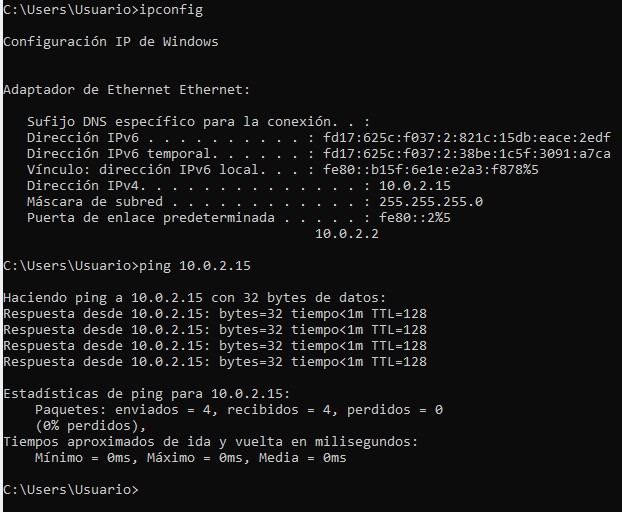 C:\Users\Usuario>ipconfig
Configuración IP de Windows
Adaptador de Ethernet Ethernet:
Sufijo DNS específico para la conexión. . :
Dirección IPv6 . . . . . . . . . . : fd17:625c:f037:2:821c:15db:eace:2edf
Dirección IPv6 temporal. . . . . . : fd17:625c:f037:2:38be:1c5f:3091:a7ca
Vínculo: dirección IPv6 local. . . : fe80::b15f:6e1e:e2a3:f878%5
Dirección IPv4. . . . . . . . . . . . . . : 10.0.2.15
Máscara de subred . . . . . . . . . . . . : 255.255.255.0
Puerta de enlace predeterminada . . . . . : fe80::2%5
10.0.2.2
C:\Users\Usuario>ping 10.0.2.15
Haciendo ping a 10.0.2.15 con 32 bytes de datos:
Respuesta desde 10.0.2.15: bytes=32 tiempo<1m TTL=128
Respuesta desde 10.0.2.15: bytes=32 tiempo<1m TTL=128
Respuesta desde 10.0.2.15: bytes=32 tiempo<1m TTL=128
Respuesta desde 10.0.2.15: bytes=32 tiempo<1m TTL=128
Estadísticas de ping para 10.0.2.15:
Paquetes: enviados = 4, recibidos = 4, perdidos = 0
(0% perdidos),
Tiempos aproximados de ida y vuelta en milisegundos:
Mínimo = 0ms, Máximo = 0ms, Media = 0ms
C:\Users\Usuario>